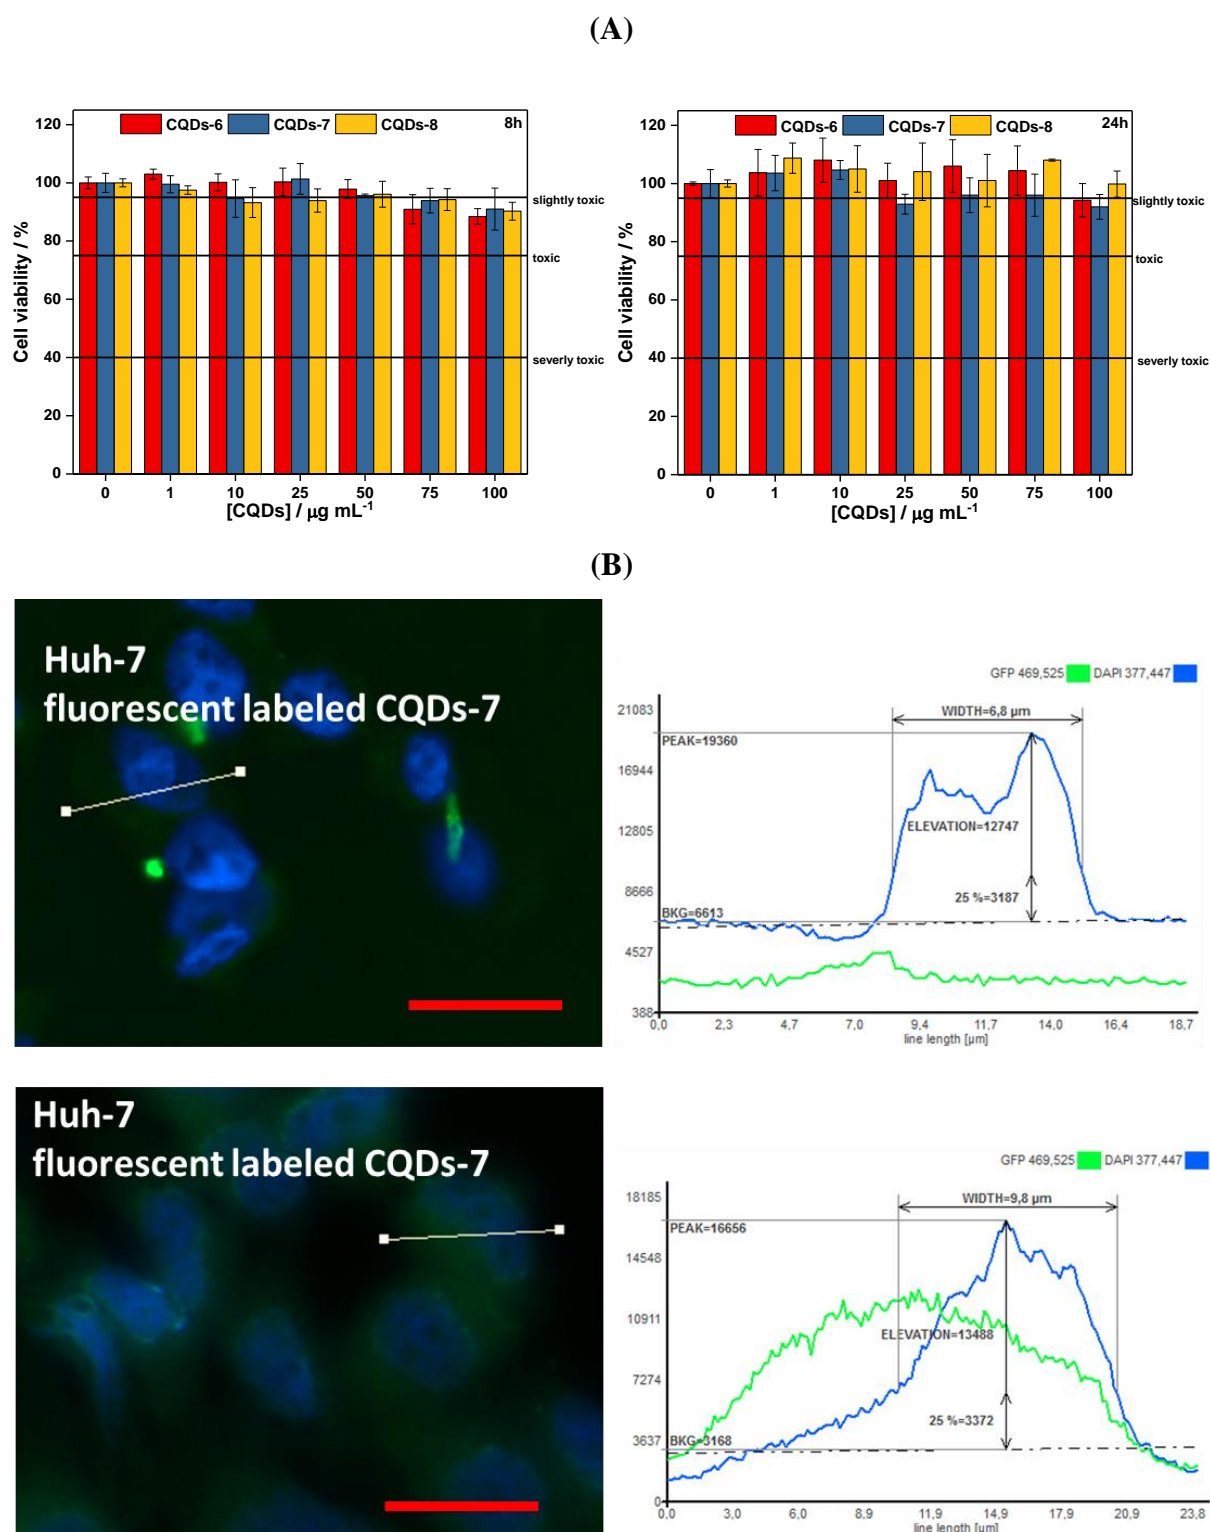 (A)
CQDs-6 CQDs-7 CQDs-8 8h
120
100
80
60
40
20
0
Cell viability / %
slightly toxic
toxic
severly toxic
0 1 10 25 50 75 100
[CQDs] / µg mL⁻¹
CQDs-6 CQDs-7 CQDs-8 24h
120
100
80
60
40
20
0
Cell viability / %
slightly toxic
toxic
severly toxic
0 1 10 25 50 75 100
[CQDs] / µg mL⁻¹
(B)
Huh-7
fluorescent labeled CQDs-7
GFP 469,525 DAPI 377,447
21083
16944
12805
8666
4527
388
WIDTH=6,8 µm
PEAK=19360
ELEVATION=12747
25 %=3187
BKG=6613
0,0 2,3 4,7 7,0 9,4 11,7 14,0 16,4 18,7
line length [µm]
Huh-7
fluorescent labeled CQDs-7
GFP 469,525 DAPI 377,447
18185
14548
10911
7274
3637
0
WIDTH=9,8 µm
PEAK=16656
ELEVATION=13488
25 %=3372
BKG=3168
0,0 3,0 6,0 8,9 11,9 14,9 17,9 20,9 23,8
line length [µm]